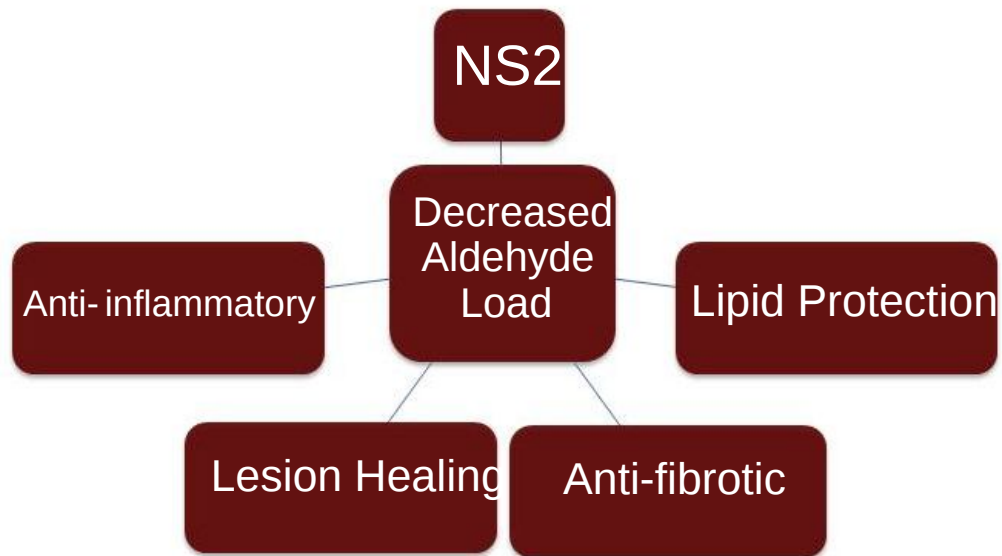 NS2
Decreased
Aldehyde
Load
Anti- inflammatory
Lipid Protection
Lesion Healing
Anti-fibrotic